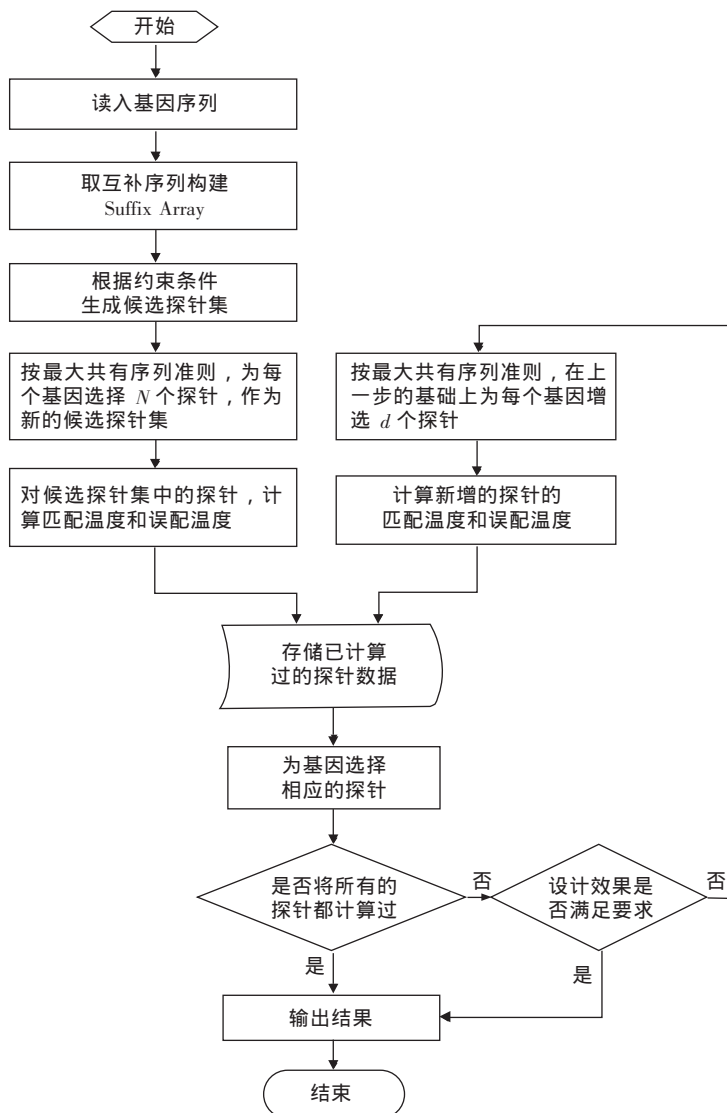 开始
读入基因序列
取互补序列构建
Suffix Array
根据约束条件
生成候选探针集
按最大共有序列准则，为每
个基因选择 N 个探针，作为
新的候选探针集
对候选探针集中的探针，计
算匹配温度和误配温度
按最大共有序列准则，在上
一步的基础上为每个基因增
选 d 个探针
计算新增的探针的
匹配温度和误配温度
存储已计算
过的探针数据
为基因选择
相应的探针
是否将所有的
探针都计算过
否
设计效果是
否满足要求
否
是
是
输出结果
结束